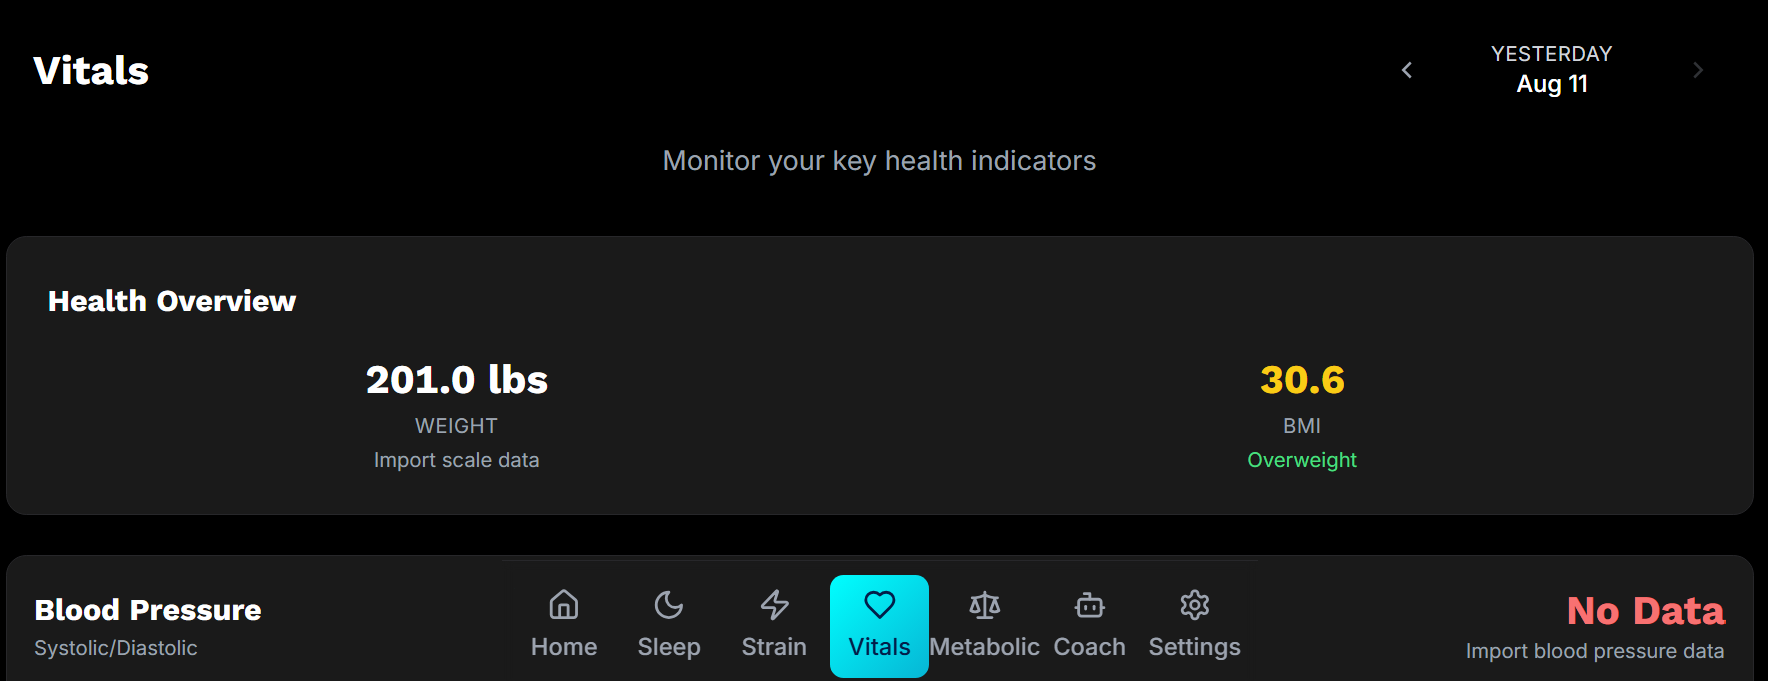 Vitals
YESTERDAY
Aug 11
Monitor your key health indicators
Health Overview
201.0 lbs
WEIGHT
Import scale data
30.6
BMI
Overweight
Blood Pressure
Systolic/Diastolic
No Data
Import blood pressure data
Home Sleep Strain Vitals Metabolic Coach Settings